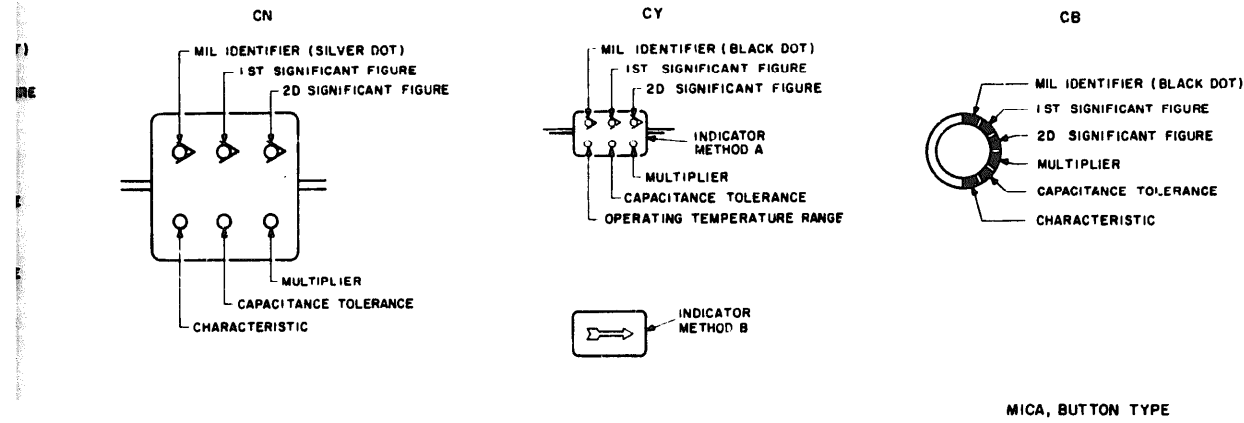 CN
MIL IDENTIFIER (SILVER DOT)
1ST SIGNIFICANT FIGURE
2D SIGNIFICANT FIGURE
MULTIPLIER
CAPACITANCE TOLERANCE
CHARACTERISTIC
CY
MIL IDENTIFIER (BLACK DOT)
1ST SIGNIFICANT FIGURE
2D SIGNIFICANT FIGURE
INDICATOR
METHOD A
MULTIPLIER
CAPACITANCE TOLERANCE
OPERATING TEMPERATURE RANGE
INDICATOR
METHOD B
CB
MIL IDENTIFIER (BLACK DOT)
1ST SIGNIFICANT FIGURE
2D SIGNIFICANT FIGURE
MULTIPLIER
CAPACITANCE TOLERANCE
CHARACTERISTIC
MICA, BUTTON TYPE